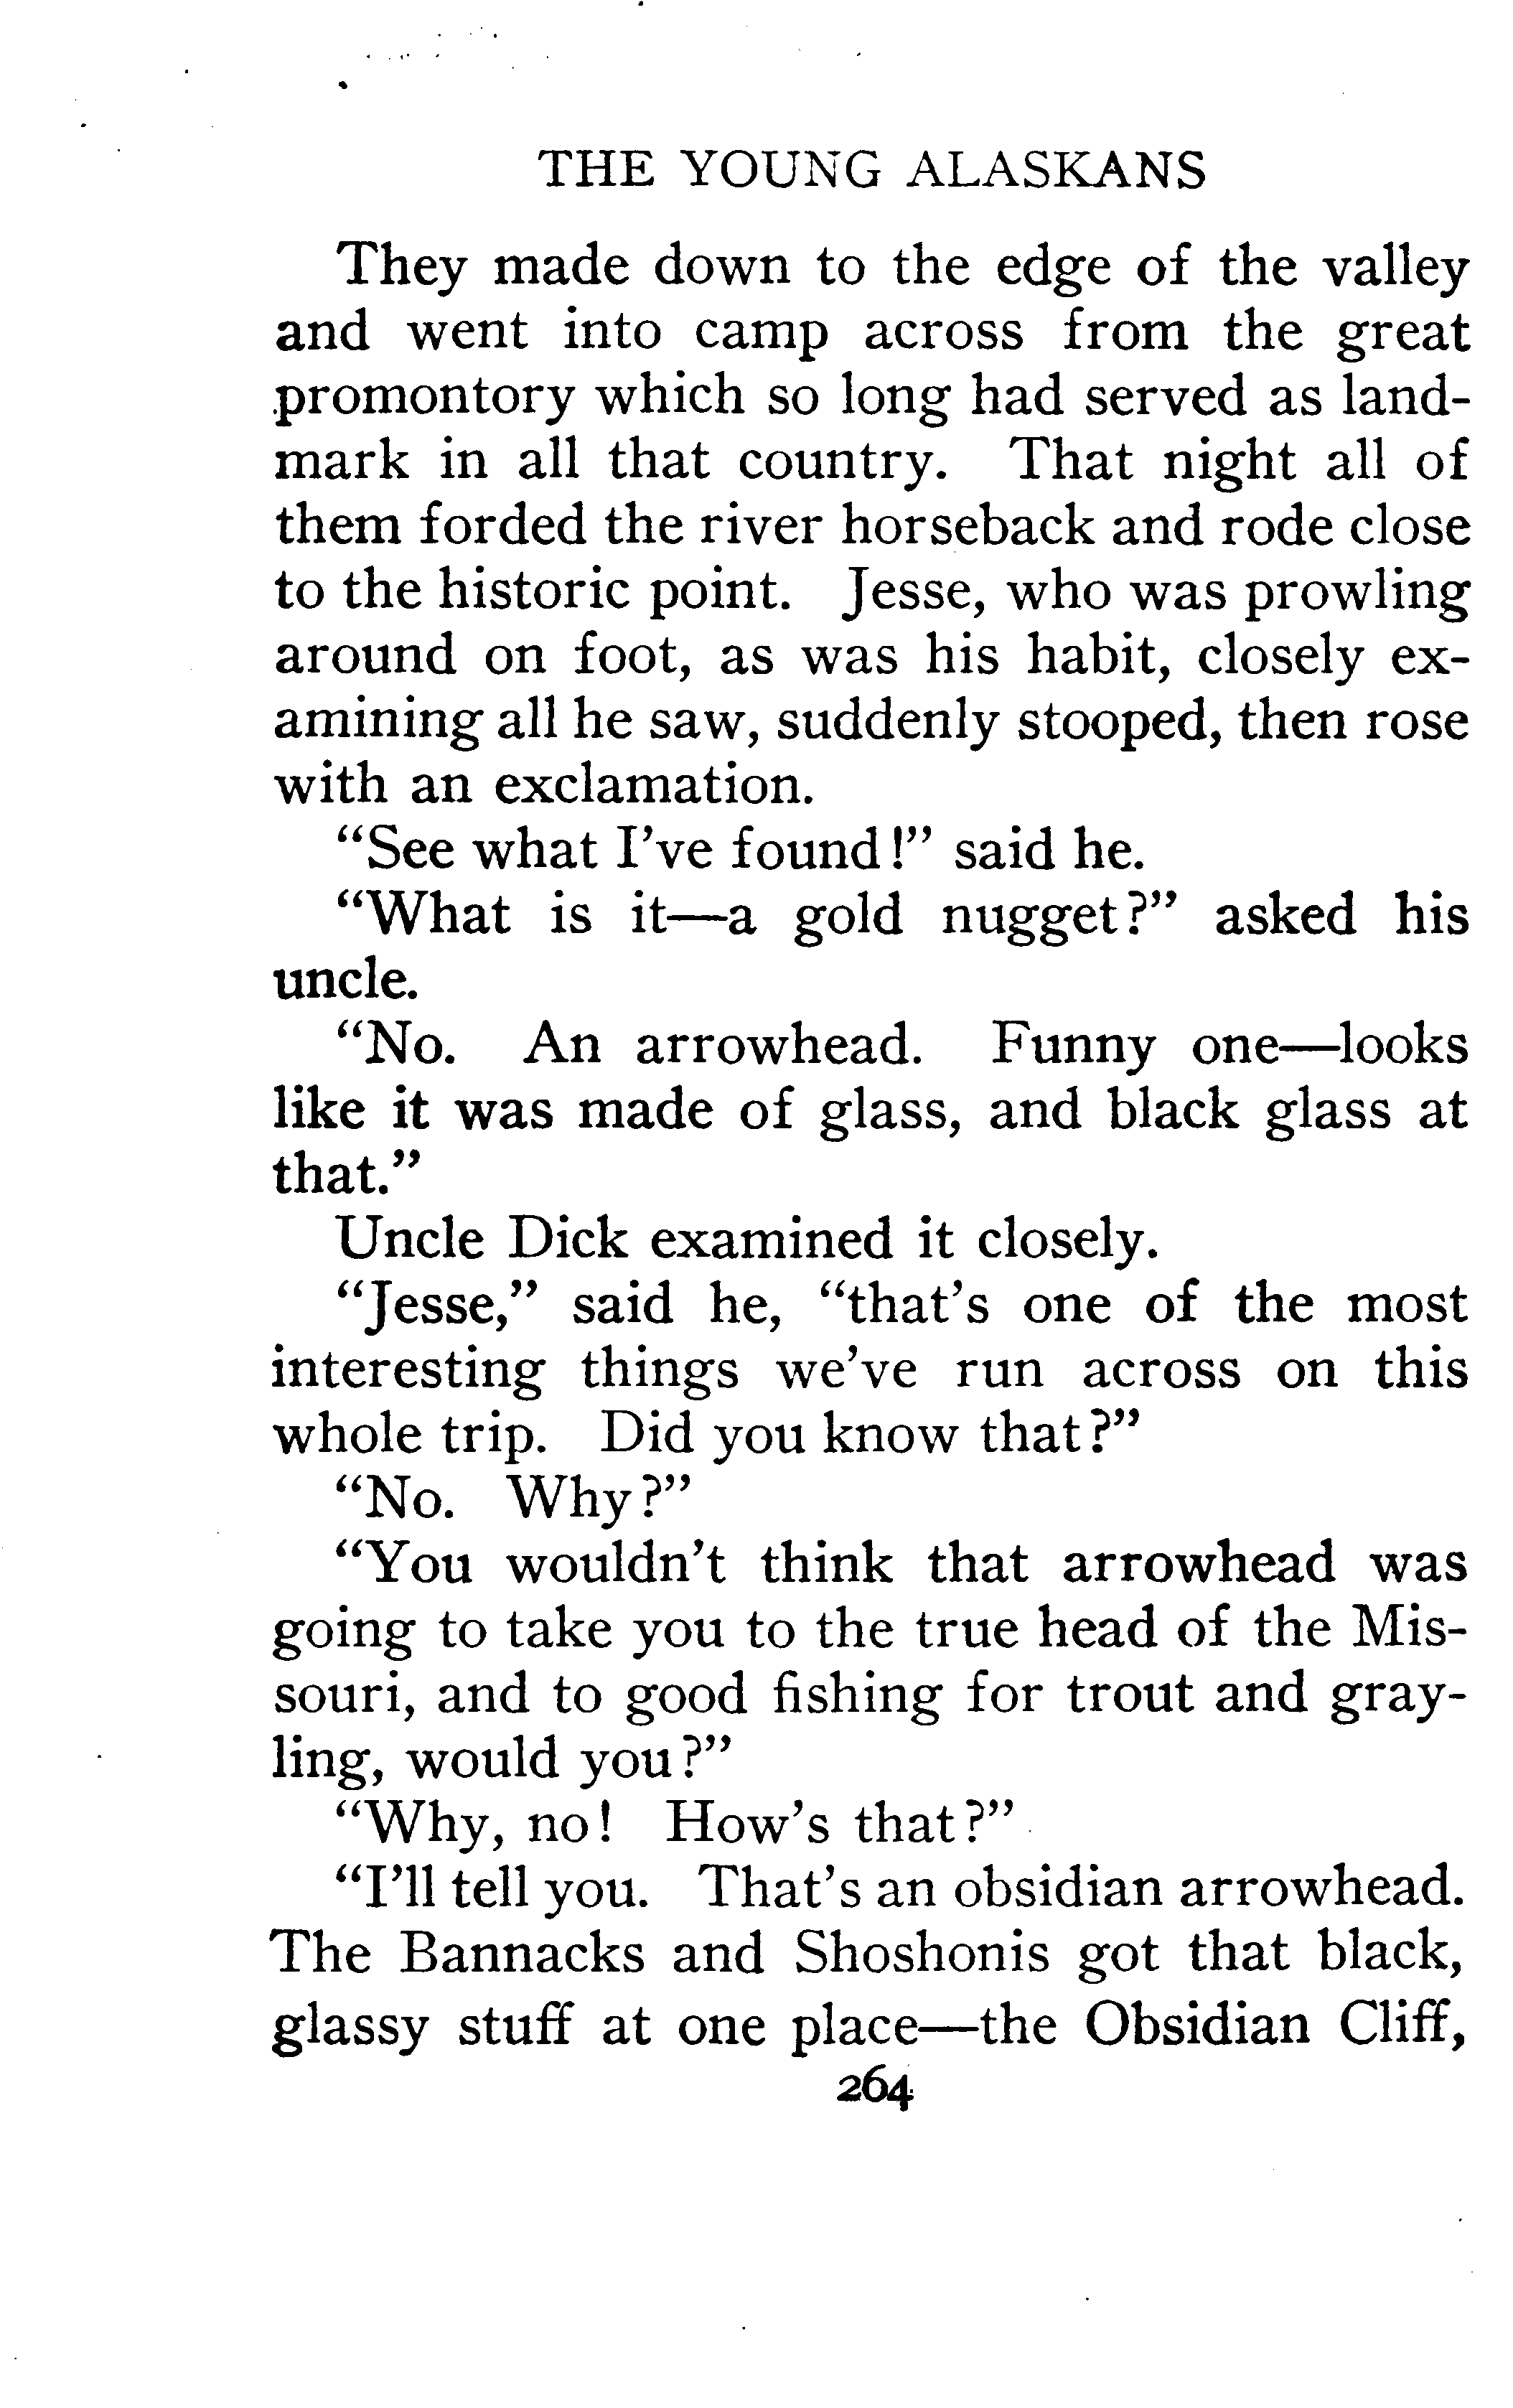 THE YOUNG ALASKANS
They made down to the edge of the valley
and went into camp across from the great
promontory which so long had served as land-
mark in all that country. That night all of
them forded the river horseback and rode close
to the historic point. Jesse, who was prowling
around on foot, as was his habit, closely ex-
amining all he saw, suddenly stooped, then rose
with an exclamation.
“See what I’ve found!” said he.
“What is it—a gold nugget?” asked his
uncle.
“No. An arrowhead. Funny one—looks
like it was made of glass, and black glass at
that.”
Uncle Dick examined it closely.
“Jesse,” said he, “that’s one of the most
interesting things we’ve run across on this
whole trip. Did you know that?”
“No. Why?”
“You wouldn’t think that arrowhead was
going to take you to the true head of the Mis-
souri, and to good fishing for trout and gray-
ling, would you?”
“Why, no! How’s that?”
“I’ll tell you. That’s an obsidian arrowhead.
The Bannacks and Shoshonis got that black,
glassy stuff at one place—the Obsidian Cliff,
264